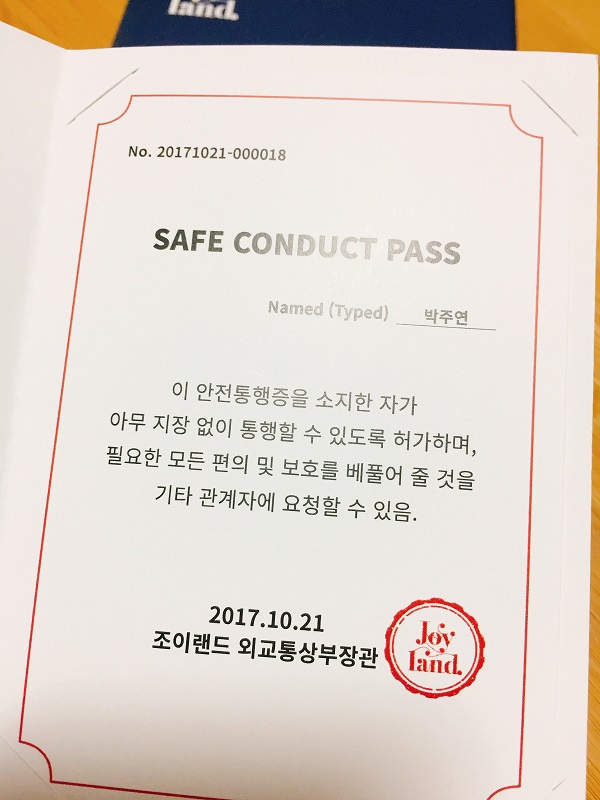 Joy
land.
No. 20171021-000018
SAFE CONDUCT PASS
Named (Typed) 박주연
이 안전통행증을 소지한 자가
아무 지장 없이 통행할 수 있도록 허가하며,
필요한 모든 편의 및 보호를 베풀어 줄 것을
기타 관계자에 요청할 수 있음.
2017.10.21
조이랜드 외교통상부장관
Joy
land.